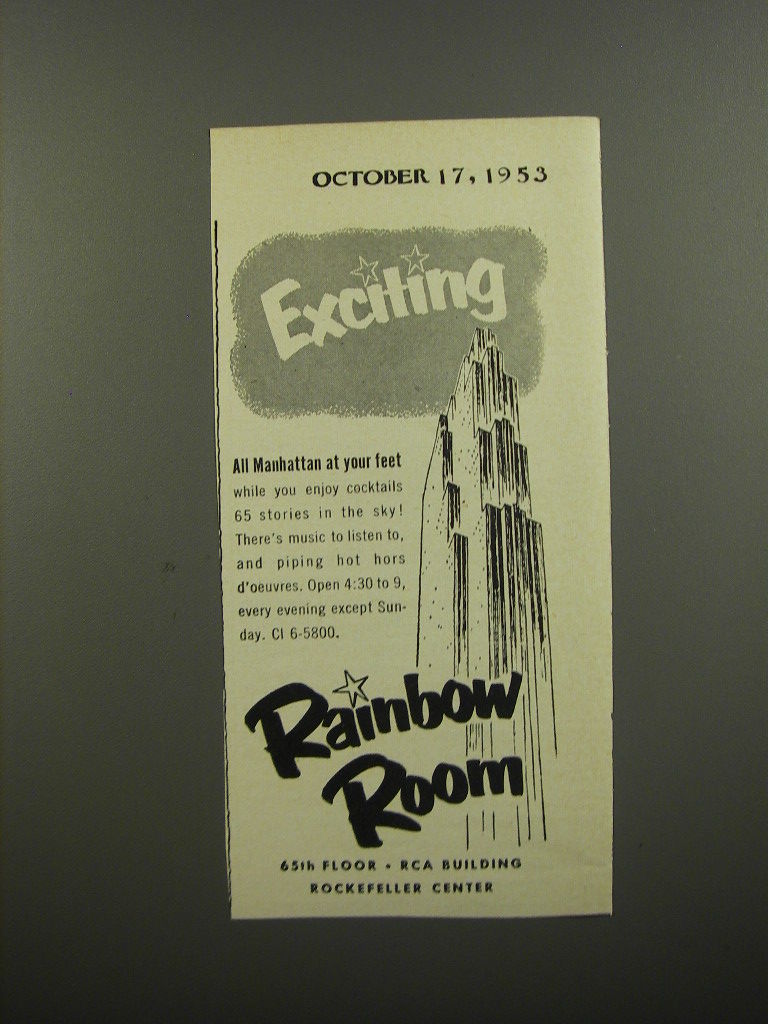 OCTOBER 17, 1953
Exciting
All Manhattan at your feet
while you enjoy cocktails
65 stories in the sky!
There's music to listen to,
and piping hot hors
d'oeuvres. Open 4:30 to 9,
every evening except Sun-
day. CI 6-5800.
Rainbow
Room
65th FLOOR • RCA BUILDING
ROCKEFELLER CENTER